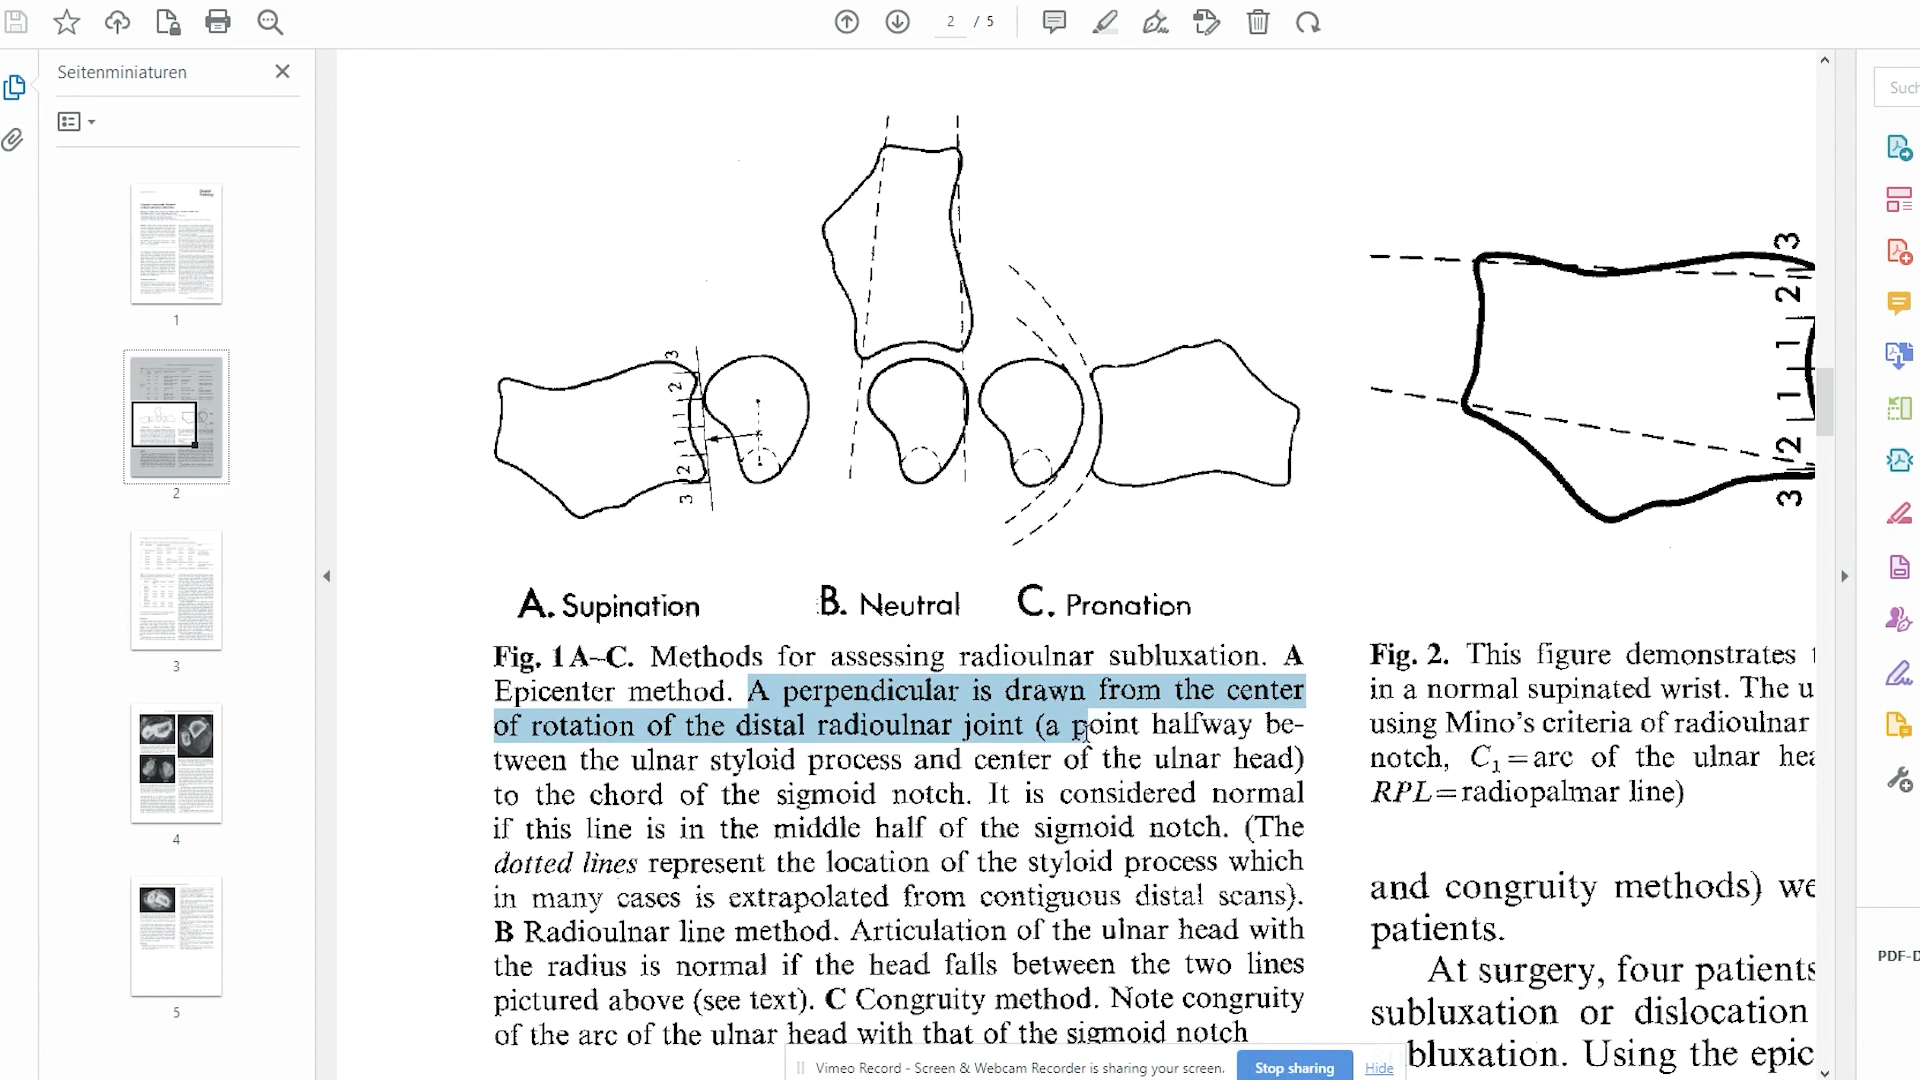 2 / 5
Seitenminiaturen
Such
1
2
3
4
5
3
2
1
1
2
3
3
2
1
1
2
3
A. Supination
B. Neutral
C. Pronation
Fig. 1 A–C. Methods for assessing radioulnar subluxation. A
Epicenter method. A perpendicular is drawn from the center
of rotation of the distal radioulnar joint (a point halfway be-
tween the ulnar styloid process and center of the ulnar head)
to the chord of the sigmoid notch. It is considered normal
if this line is in the middle half of the sigmoid notch. (The
dotted lines represent the location of the styloid process which
in many cases is extrapolated from contiguous distal scans).
B Radioulnar line method. Articulation of the ulnar head with
the radius is normal if the head falls between the two lines
pictured above (see text). C Congruity method. Note congruity
of the arc of the ulnar head with that of the sigmoid notch
Fig. 2. This figure demonstrates
in a normal supinated wrist. The u
using Mino's criteria of radioulnar
notch, C1=arc of the ulnar hea
RPL=radiopalmar line)
and congruity methods) we
patients.
At surgery, four patients
subluxation or dislocation
bluxation. Using the epic
PDF-D
Vimeo Record - Screen & Webcam Recorder is sharing your screen.
Stop sharing
Hide